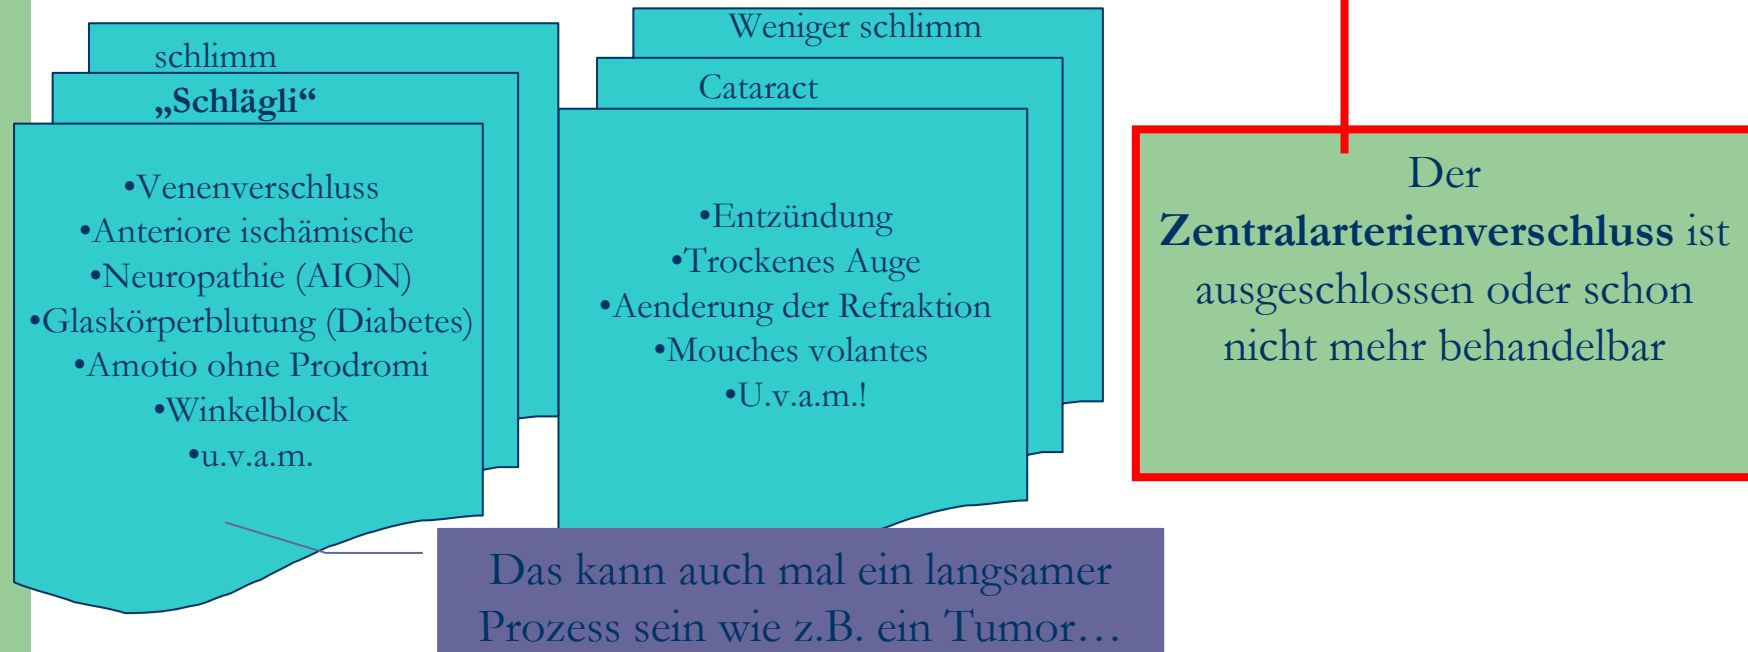 schlimm
„Schlägli“
•Venenverschluss
•Anteriore ischämische
•Neuropathie (AION)
•Glaskörperblutung (Diabetes)
•Amotio ohne Prodromi
•Winkelblock
•u.v.a.m.
Weniger schlimm
Cataract
•Entzündung
•Trockenes Auge
•Aenderung der Refraktion
•Mouches volantes
•U.v.a.m.!
Der
Zentralarterienverschluss ist
ausgeschlossen oder schon
nicht mehr behandelbar
Das kann auch mal ein langsamer
Prozess sein wie z.B. ein Tumor…